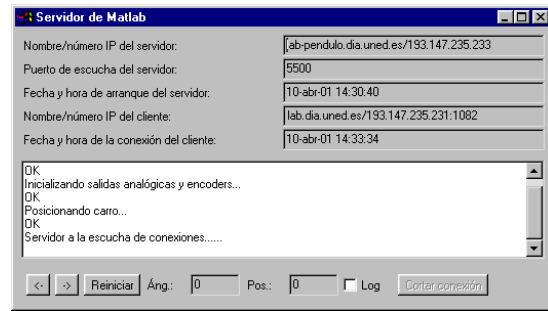 Servidor de Matlab
Nombre/número IP del servidor: ab-pendulo.dia.uned.es/193.147.235.233
Puerto de escucha del servidor: 5500
Fecha y hora de arranque del servidor: 10-abr-01 14:30:40
Nombre/número IP del cliente: lab.dia.uned.es/193.147.235.231:1082
Fecha y hora de la conexión del cliente: 10-abr-01 14:33:34
OK
Inicializando salidas analógicas y encoders...
OK
Posicionando carro...
OK
Servidor a la escucha de conexiones......
<- -> Reiniciar Áng.: 0 Pos.: 0 Log Cortar conexión